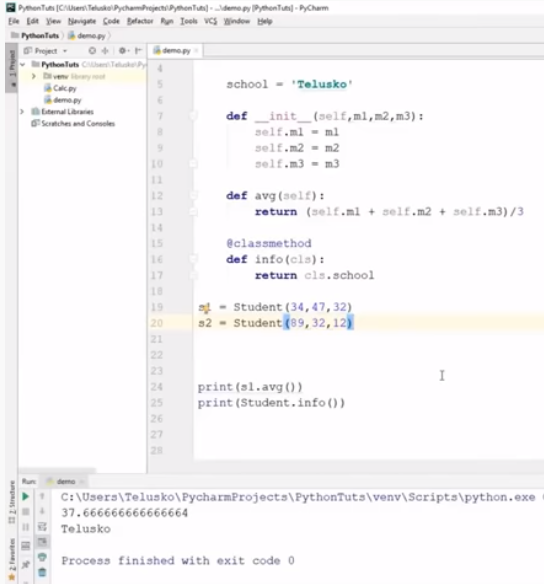 PythonTuts [C:\Users\Telusko\PycharmProjects\PythonTuts] - ...\demo.py [PythonTuts] - PyCharm
File Edit View Navigate Code Refactor Run Tools VCS Window Help
PythonTuts demo.py
Project demo.py
1: Project
PythonTuts C:\Users\Telusko\Py
venv library root
Calc.py
demo.py
External Libraries
Scratches and Consoles
4
5 school = 'Telusko'
6
7 def __init__(self,m1,m2,m3):
8 self.m1 = m1
9 self.m2 = m2
10 self.m3 = m3
11
12 def avg(self):
13 return (self.m1 + self.m2 + self.m3)/3
14
15 @classmethod
16 def info(cls):
17 return cls.school
18
19 s1 = Student(34,47,32)
20 s2 = Student(89,32,12)
21
22
23
24 print(s1.avg())
25 print(Student.info())
26
27
28
Run: demo
C:\Users\Telusko\PycharmProjects\PythonTuts\venv\Scripts\python.exe
37.666666666666664
Telusko
Process finished with exit code 0
Z: Structure
2: Favorites